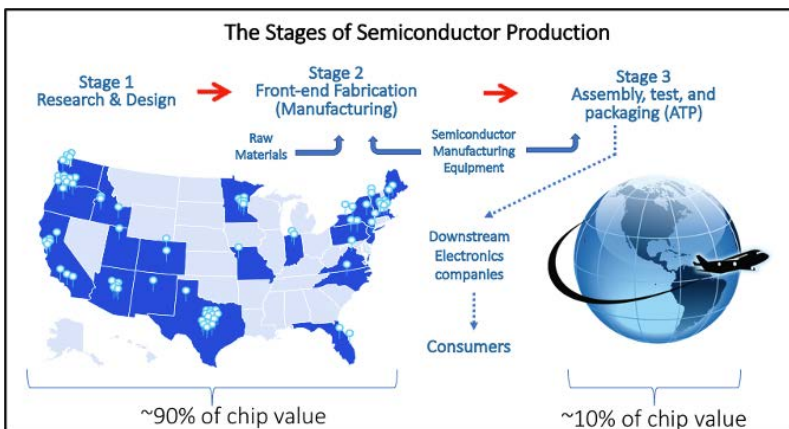 The Stages of Semiconductor Production
Stage 1
Research & Design
Stage 2
Front-end Fabrication
(Manufacturing)
Stage 3
Assembly, test, and
packaging (ATP)
Raw
Materials
Semiconductor
Manufacturing
Equipment
Downstream
Electronics
companies
Consumers
~90% of chip value
~10% of chip value